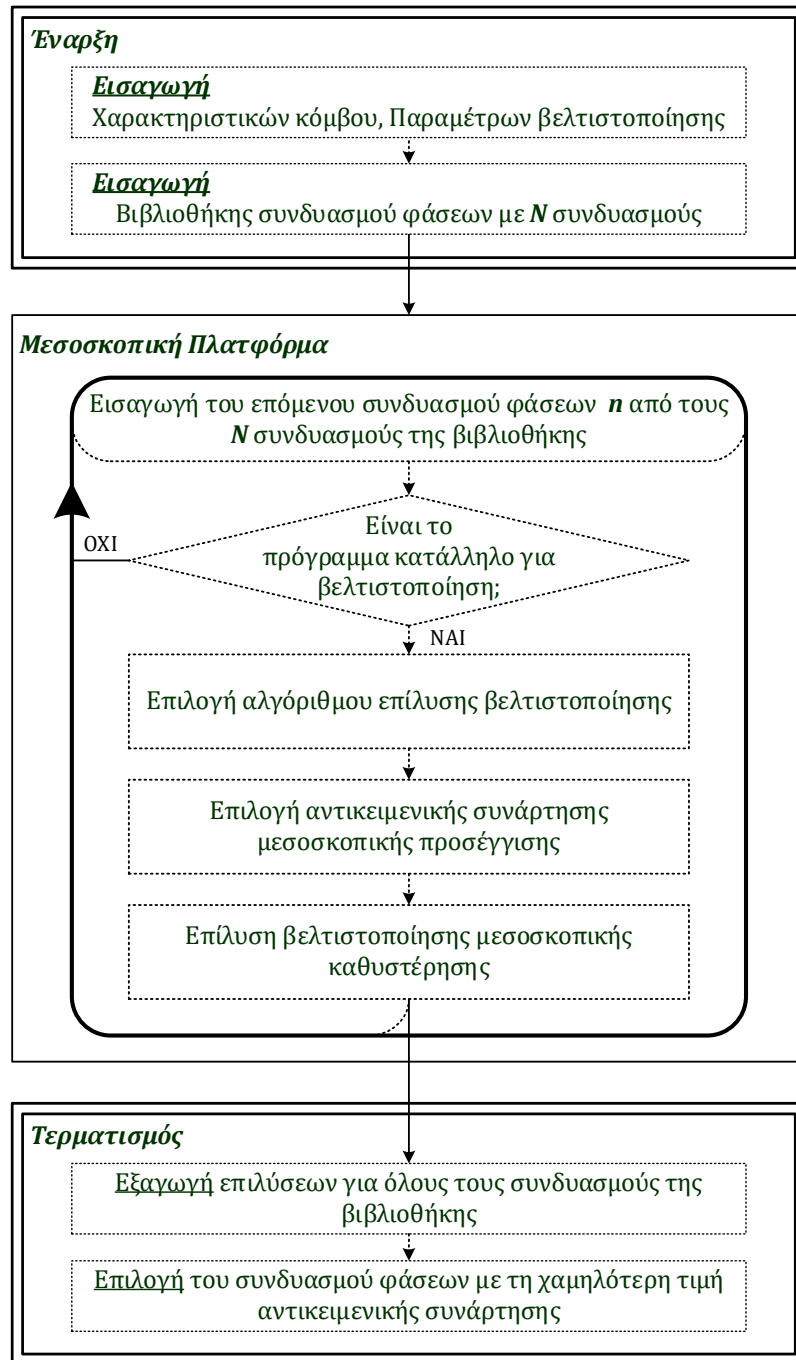 Έναρξη
Εισαγωγή
Χαρακτηριστικών κόμβου, Παραμέτρων βελτιστοποίησης
Εισαγωγή
Βιβλιοθήκης συνδυασμού φάσεων με N συνδυασμούς
Μεσοσκοπική Πλατφόρμα
Εισαγωγή του επόμενου συνδυασμού φάσεων n από τους
N συνδυασμούς της βιβλιοθήκης
Είναι το
πρόγραμμα κατάλληλο για
βελτιστοποίηση;
ΟΧΙ
ΝΑΙ
Επιλογή αλγόριθμου επίλυσης βελτιστοποίησης
Επιλογή αντικειμενικής συνάρτησης
μεσοσκοπικής προσέγγισης
Επίλυση βελτιστοποίησης μεσοσκοπικής
καθυστέρησης
Τερματισμός
Εξαγωγή επιλύσεων για όλους τους συνδυασμούς της
βιβλιοθήκης
Επιλογή του συνδυασμού φάσεων με τη χαμηλότερη τιμή
αντικειμενικής συνάρτησης